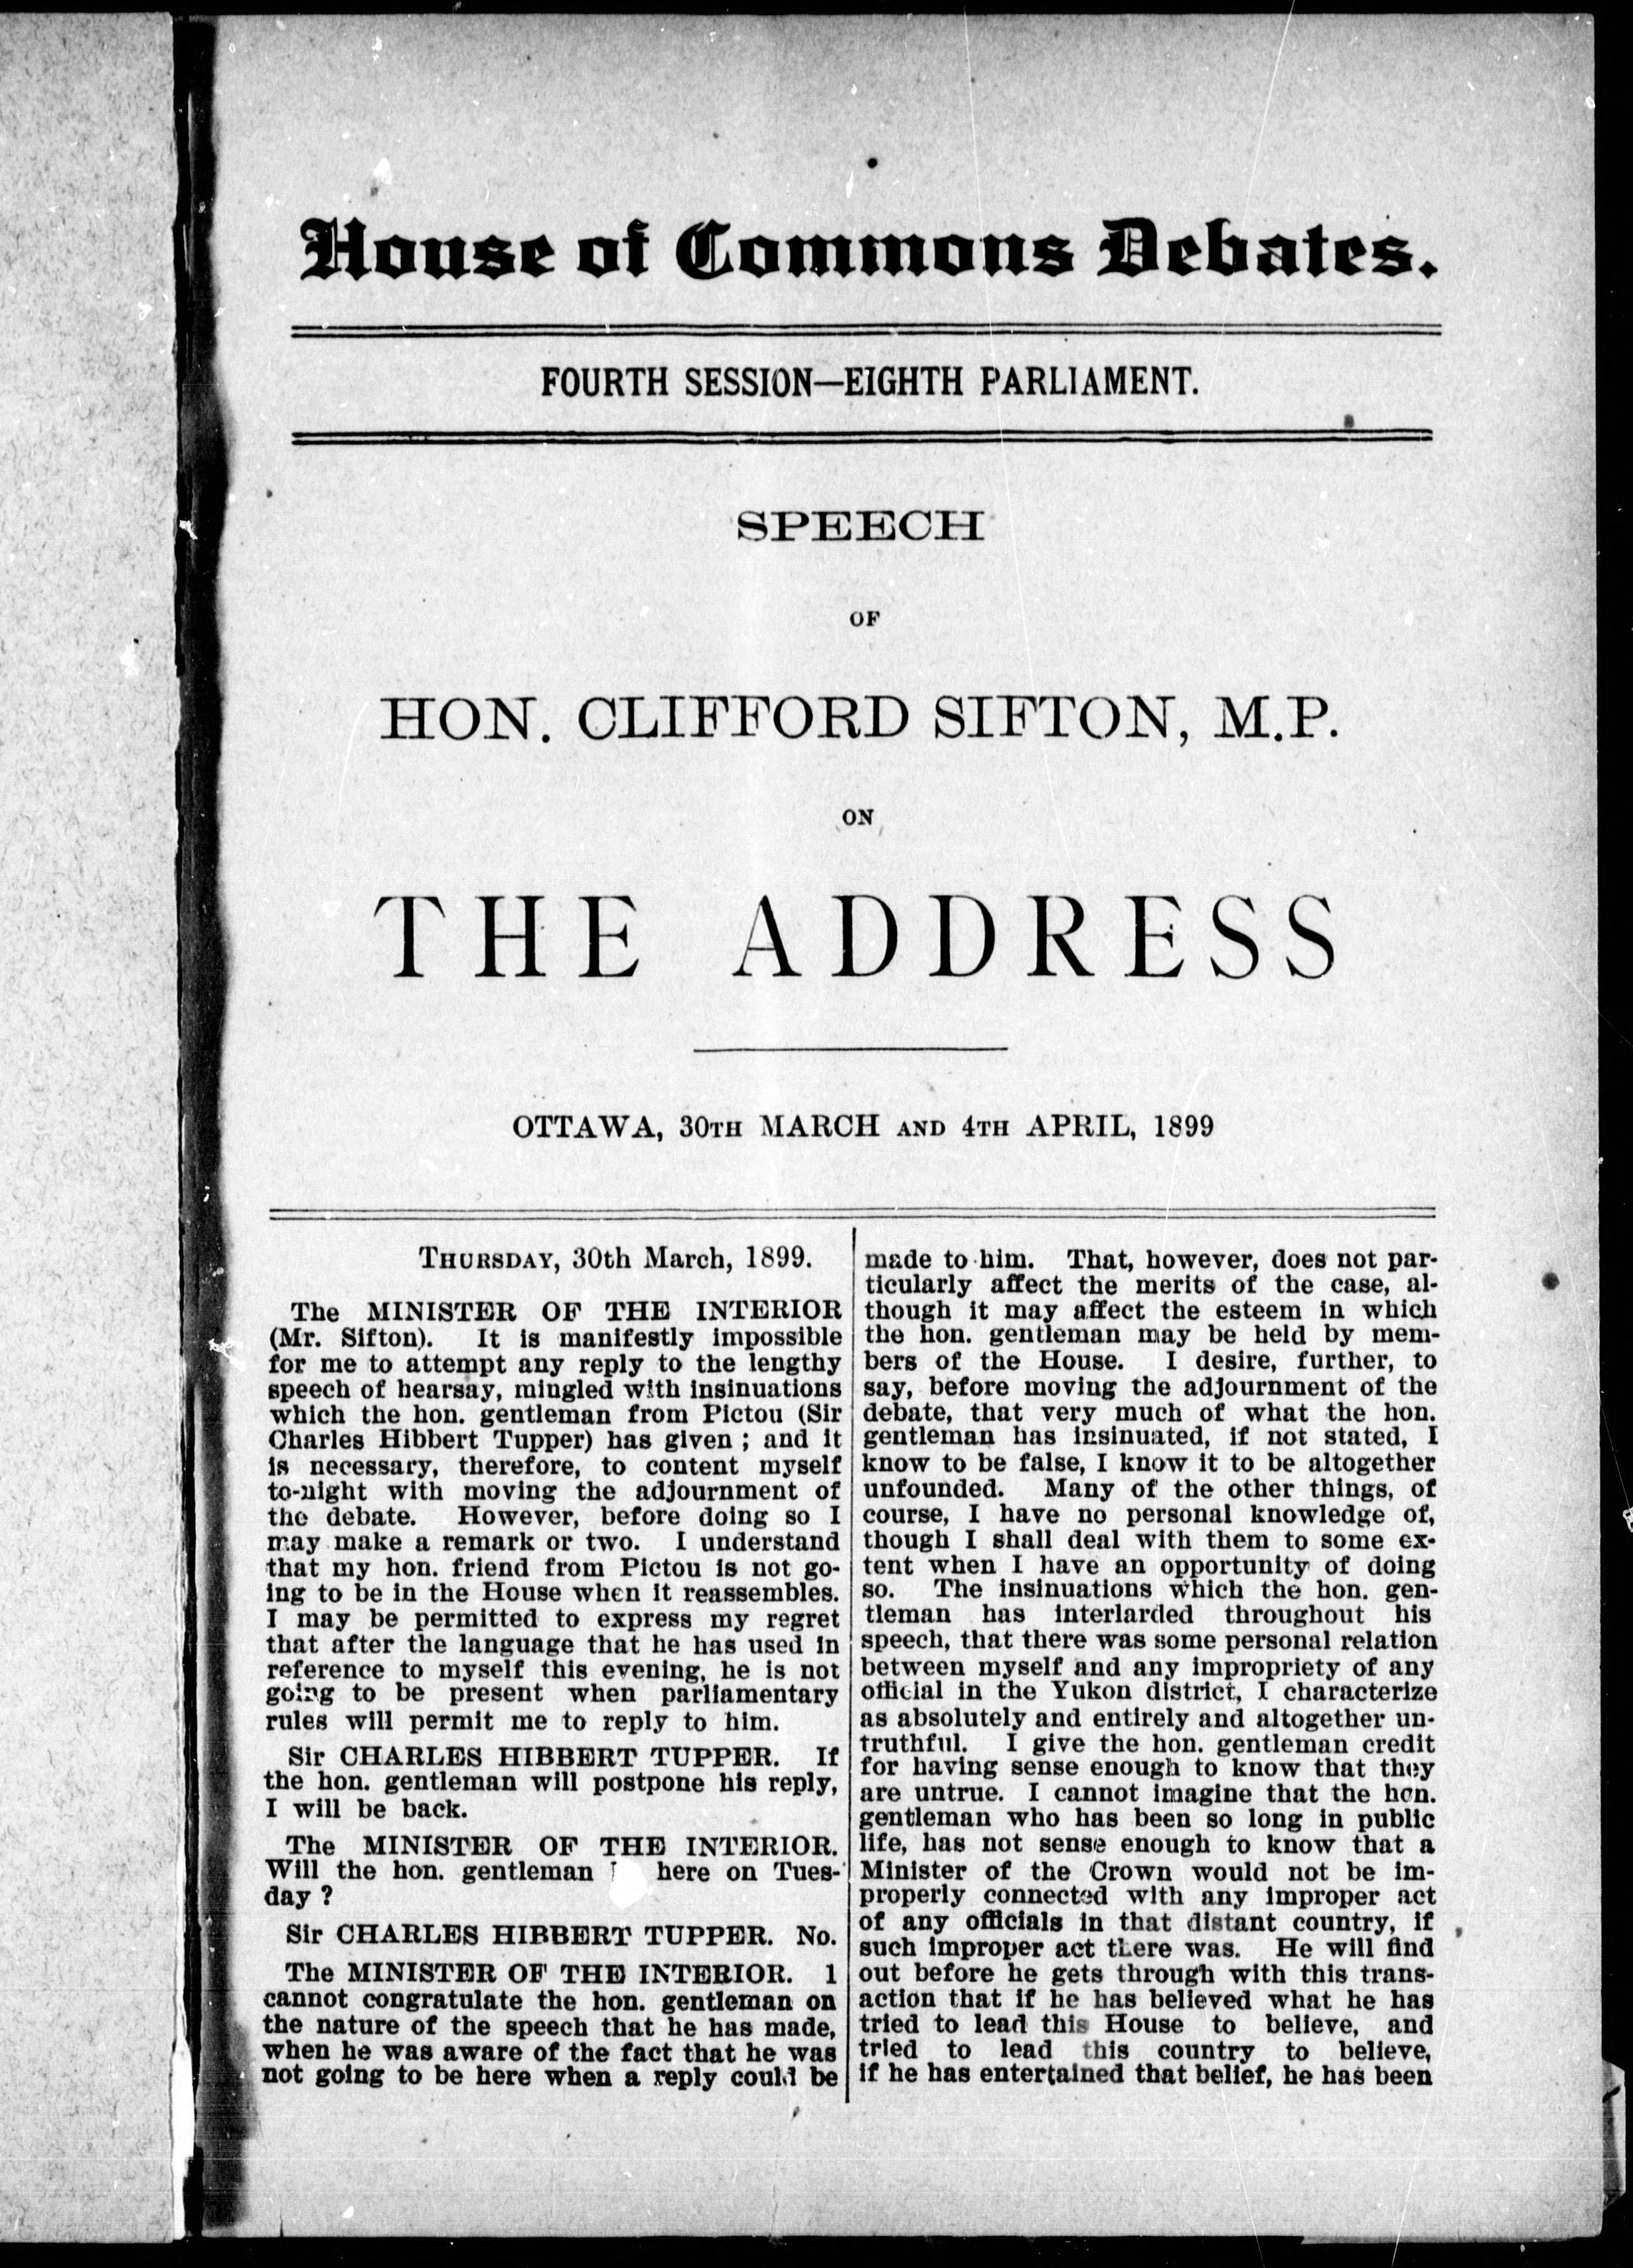 House of Commons Debates.
FOURTH SESSION—EIGHTH PARLIAMENT.
SPEECH
OF
HON. CLIFFORD SIFTON, M.P.
ON
THE ADDRESS
OTTAWA, 30TH MARCH AND 4TH APRIL, 1899
THURSDAY, 30th March, 1899.
The MINISTER OF THE INTERIOR
(Mr. Sifton). It is manifestly impossible
for me to attempt any reply to the lengthy
speech of hearsay, mingled with insinuations
which the hon. gentleman from Pictou (Sir
Charles Hibbert Tupper) has given ; and it
is necessary, therefore, to content myself
to-night with moving the adjournment of
the debate. However, before doing so I
may make a remark or two. I understand
that my hon. friend from Pictou is not go-
ing to be in the House when it reassembles.
I may be permitted to express my regret
that after the language that he has used in
reference to myself this evening, he is not
going to be present when parliamentary
rules will permit me to reply to him.
Sir CHARLES HIBBERT TUPPER. If
the hon. gentleman will postpone his reply,
I will be back.
The MINISTER OF THE INTERIOR.
Will the hon. gentleman here on Tues-
day ?
Sir CHARLES HIBBERT TUPPER. No.
The MINISTER OF THE INTERIOR. I
cannot congratulate the hon. gentleman on
the nature of the speech that he has made,
when he was aware of the fact that he was
not going to be here when a reply could be
made to him. That, however, does not par-
ticularly affect the merits of the case, al-
though it may affect the esteem in which
the hon. gentleman may be held by mem-
bers of the House. I desire, further, to
say, before moving the adjournment of the
debate, that very much of what the hon.
gentleman has insinuated, if not stated, I
know to be false, I know it to be altogether
unfounded. Many of the other things, of
course, I have no personal knowledge of,
though I shall deal with them to some ex-
tent when I have an opportunity of doing
so. The insinuations which the hon. gen-
tleman has interlarded throughout his
speech, that there was some personal relation
between myself and any impropriety of any
official in the Yukon district, I characterize
as absolutely and entirely and altogether un-
truthful. I give the hon. gentleman credit
for having sense enough to know that they
are untrue. I cannot imagine that the hon.
gentleman who has been so long in public
life, has not sense enough to know that a
Minister of the Crown would not be im-
properly connected with any improper act
of any officials in that distant country, if
such improper act there was. He will find
out before he gets through with this trans-
action that if he has believed what he has
tried to lead this House to believe, and
tried to lead this country to believe,
if he has entertained that belief, he has been